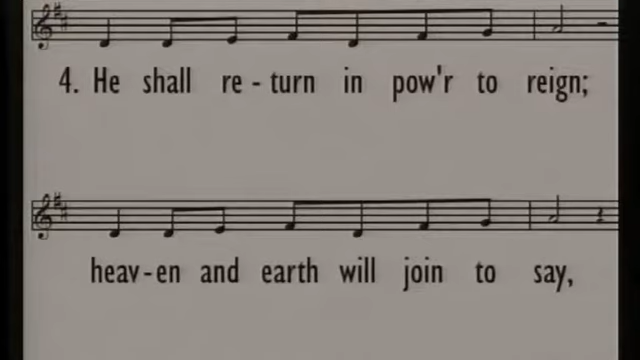 4. He shall re - turn in pow'r to reign;
heav - en and earth will join to say,